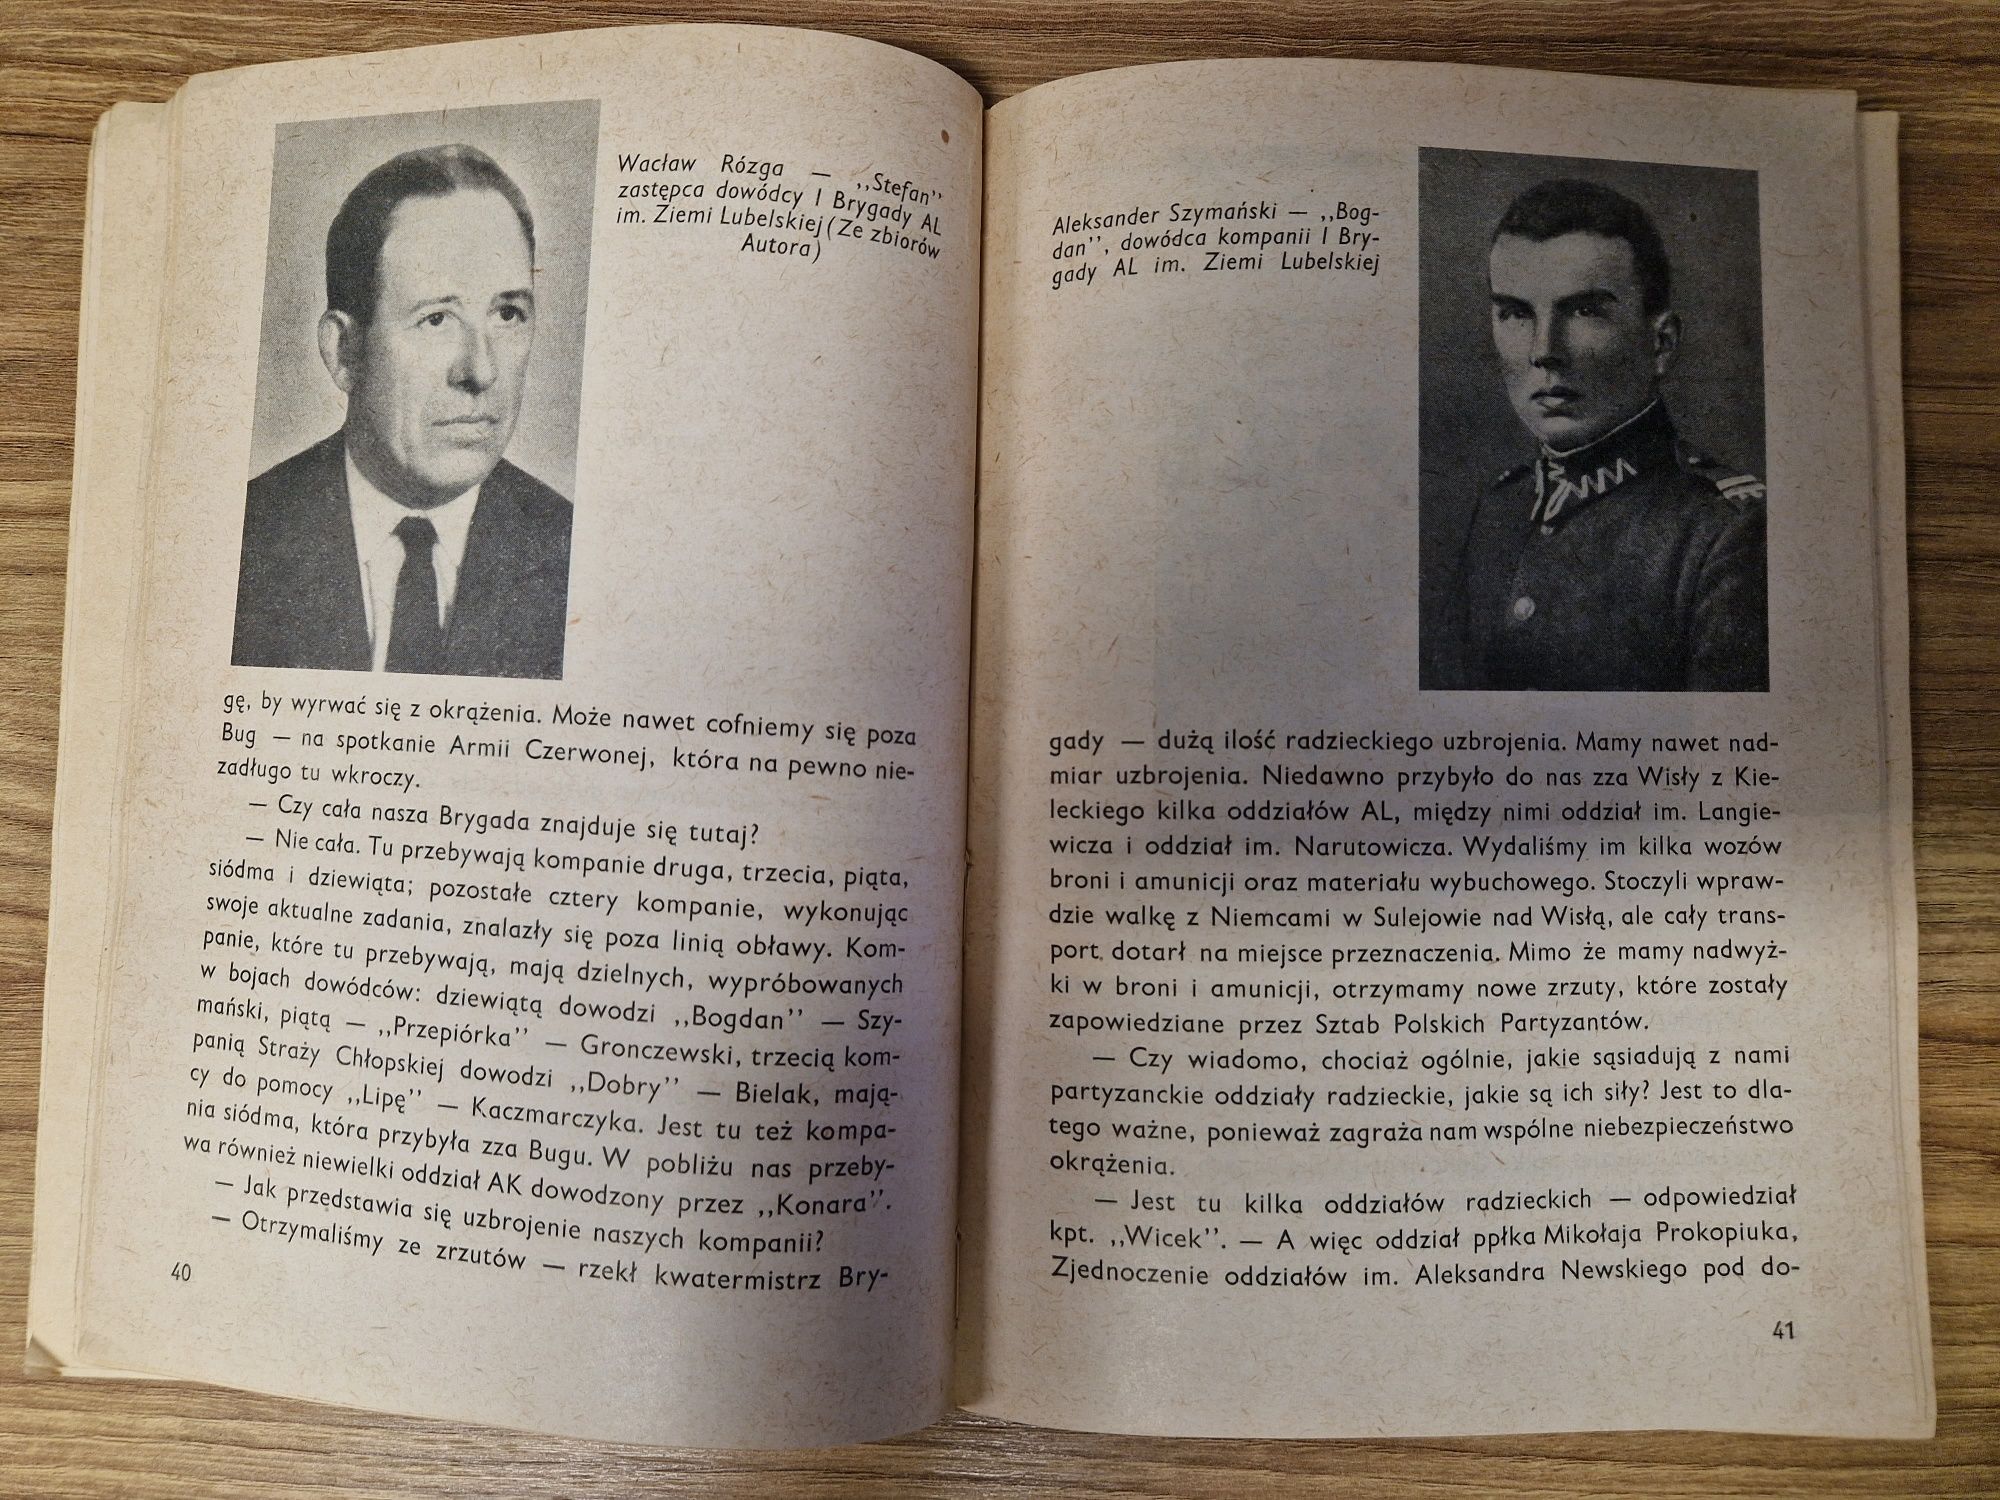 Wacław Rózga — ,,Stefan''
zastępca dowódcy I Brygady AL
im. Ziemi Lubelskiej (Ze zbiorów
Autora)
gę, by wyrwać się z okrążenia. Może nawet cofniemy się poza
Bug — na spotkanie Armii Czerwonej, która na pewno nie-
zadługo tu wkroczy.
— Czy cała nasza Brygada znajduje się tutaj?
— Nie cała. Tu przebywają kompanie druga, trzecia, piąta,
siódma i dziewiąta; pozostałe cztery kompanie, wykonując
swoje aktualne zadania, znalazły się poza linią obławy. Kom-
panie, które tu przebywają, mają dzielnych, wypróbowanych
w bojach dowódców: dziewiątą dowodzi ,,Bogdan'' — Szy-
mański, piątą — ,,Przepiórka'' — Gronczewski, trzecią kom-
panią Straży Chłopskiej dowodzi ,,Dobry'' — Bielak, mają-
cy do pomocy ,,Lipę'' — Kaczmarczyka. Jest tu też kompa-
nia siódma, która przybyła zza Bugu. W pobliżu nas przeby-
wa również niewielki oddział AK dowodzony przez ,,Konara''.
— Jak przedstawia się uzbrojenie naszych kompanii?
— Otrzymaliśmy ze zrzutów — rzekł kwatermistrz Bry-
40
Aleksander Szymański — ,,Bog-
dan'', dowódca kompanii I Bry-
gady AL im. Ziemi Lubelskiej
gady — dużą ilość radzieckiego uzbrojenia. Mamy nawet nad-
miar uzbrojenia. Niedawno przybyło do nas zza Wisły z Kie-
leckiego kilka oddziałów AL, między nimi oddział im. Langie-
wicza i oddział im. Narutowicza. Wydaliśmy im kilka wozów
broni i amunicji oraz materiału wybuchowego. Stoczyli wpraw-
dzie walkę z Niemcami w Sulejowie nad Wisłą, ale cały trans-
port dotarł na miejsce przeznaczenia. Mimo że mamy nadwyż-
ki w broni i amunicji, otrzymamy nowe zrzuty, które zostały
zapowiedziane przez Sztab Polskich Partyzantów.
— Czy wiadomo, chociaż ogólnie, jakie sąsiadują z nami
partyzanckie oddziały radzieckie, jakie są ich siły? Jest to dla-
tego ważne, ponieważ zagraża nam wspólne niebezpieczeństwo
okrążenia.
— Jest tu kilka oddziałów radzieckich — odpowiedział
kpt. ,,Wicek''. — A więc oddział ppłka Mikołaja Prokopiuka,
Zjednoczenie oddziałów im. Aleksandra Newskiego pod do-
41